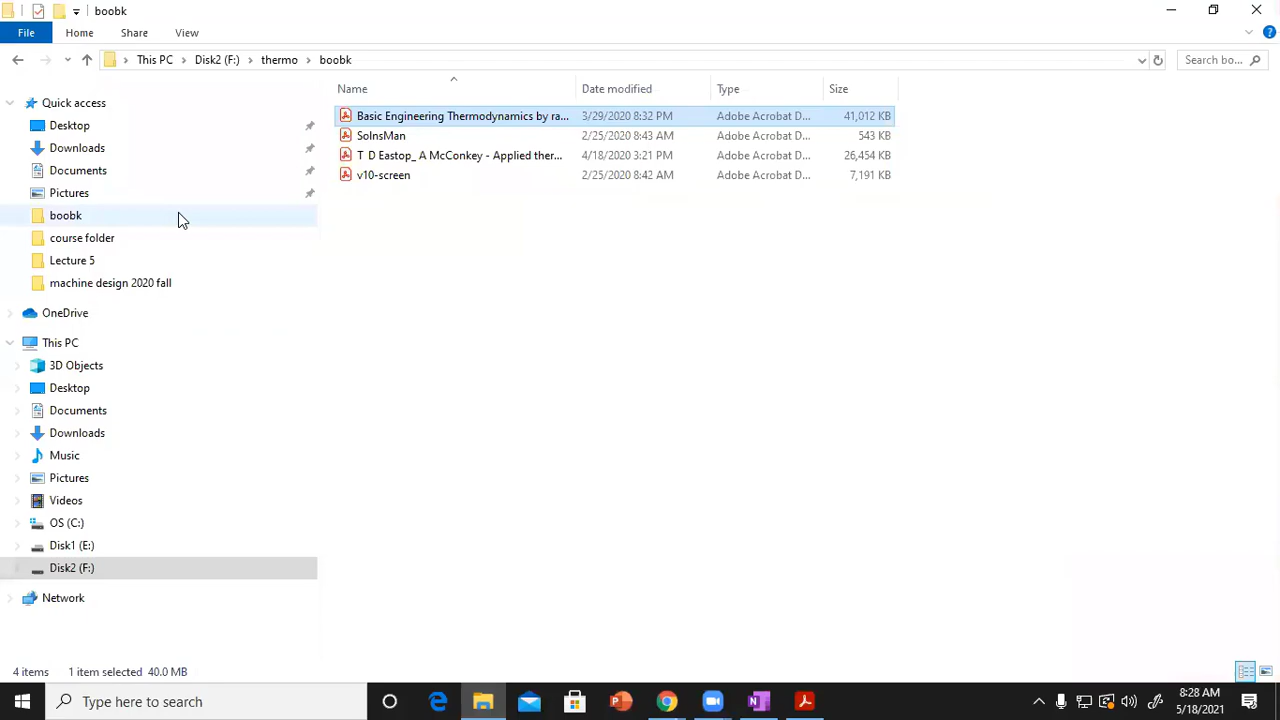 boobk
File Home Share View
This PC Disk2 (F:) thermo boobk Search bo...
Name Date modified Type Size
Quick access
Desktop
Downloads
Documents
Pictures
boobk
course folder
Lecture 5
machine design 2020 fall
OneDrive
This PC
3D Objects
Desktop
Documents
Downloads
Music
Pictures
Videos
OS (C:)
Disk1 (E:)
Disk2 (F:)
Network
Basic Engineering Thermodynamics by ra... 3/29/2020 8:32 PM Adobe Acrobat D... 41,012 KB
SolnsMan 2/25/2020 8:43 AM Adobe Acrobat D... 543 KB
T D Eastop_ A McConkey - Applied ther... 4/18/2020 3:21 PM Adobe Acrobat D... 26,454 KB
v10-screen 2/25/2020 8:42 AM Adobe Acrobat D... 7,191 KB
4 items 1 item selected 40.0 MB
Type here to search
8:28 AM
5/18/2021